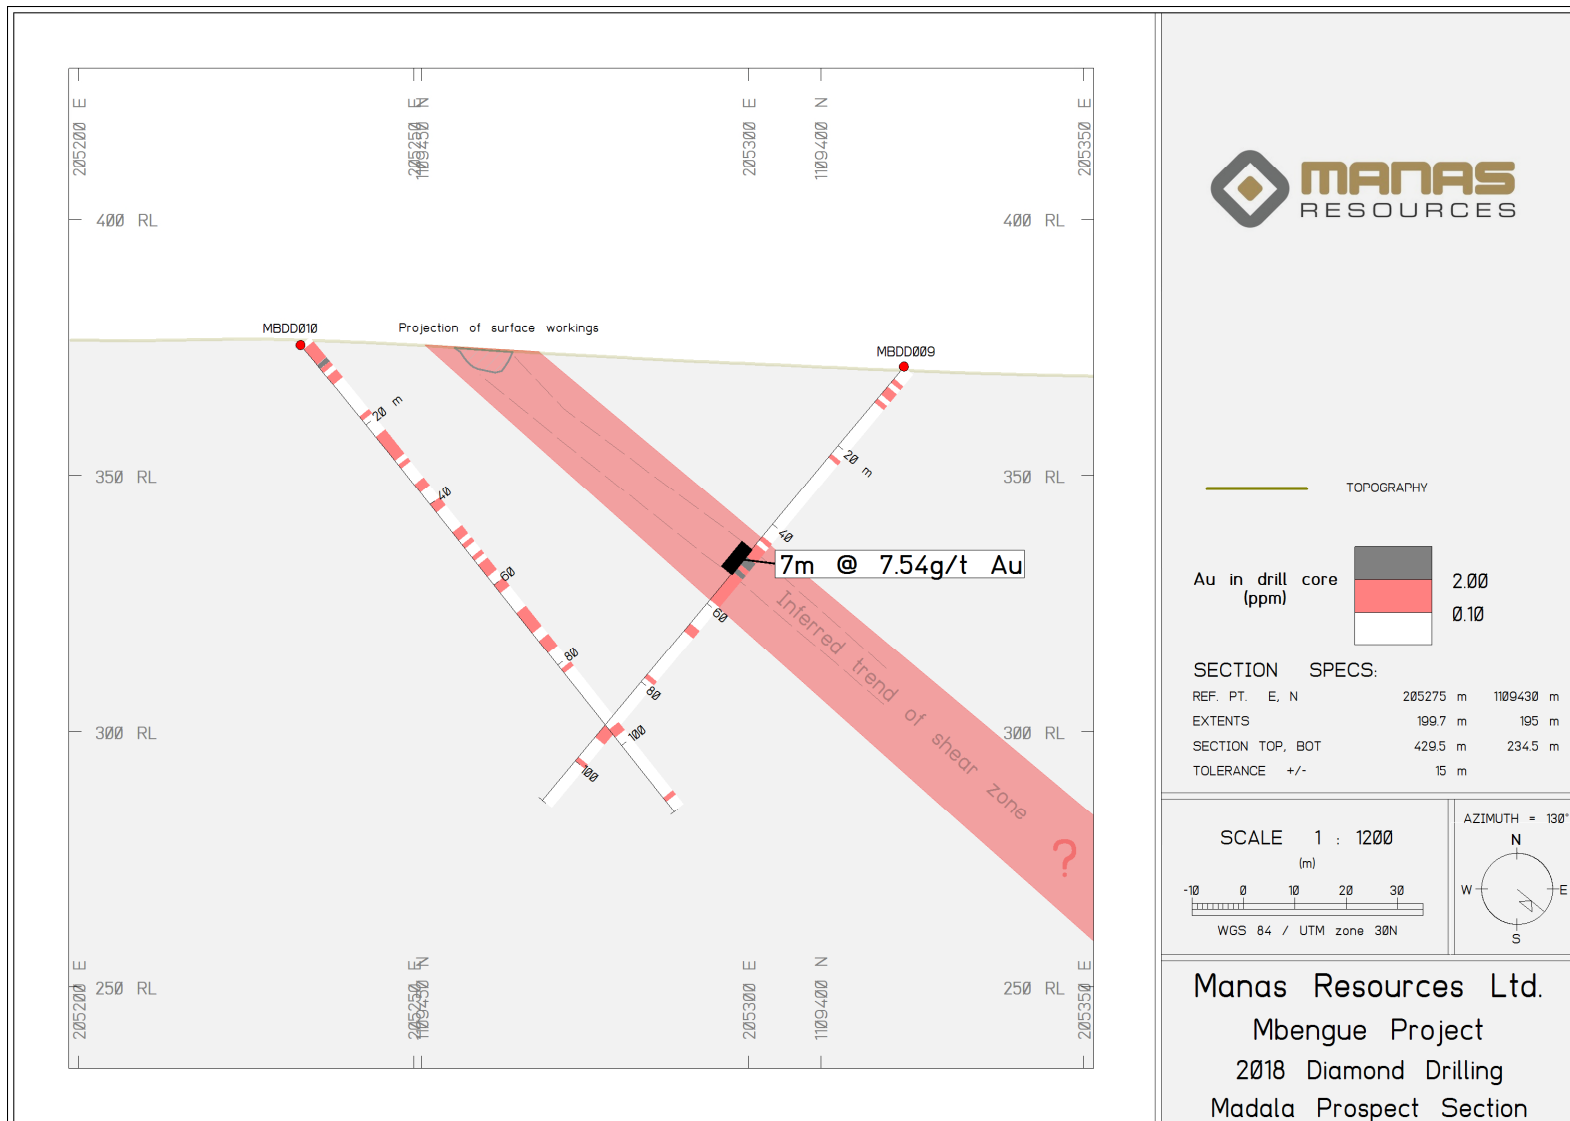 205200 E
205250 E
1109450 N
205300 E
1109400 N
205350 E
400 RL
400 RL
MBDD010
Projection of surface workings
MBDD009
20 m
20 m
350 RL
350 RL
40
40
7m @ 7.54g/t Au
60
60
Inferred trend of shear zone
80
80
300 RL
300 RL
100
100
?
250 RL
250 RL
205200 E
205250 E
1109450 N
205300 E
1109400 N
205350 E
MANAS
RESOURCES
TOPOGRAPHY
Au in drill core
(ppm)
2.00
0.10
SECTION SPECS:
REF. PT. E, N 205275 m 1109430 m
EXTENTS 199.7 m 195 m
SECTION TOP, BOT 429.5 m 234.5 m
TOLERANCE +/- 15 m
SCALE 1 : 1200
(m)
-10 0 10 20 30
WGS 84 / UTM zone 30N
AZIMUTH = 130°
N
W E
S
Manas Resources Ltd.
Mbengue Project
2018 Diamond Drilling
Madala Prospect Section